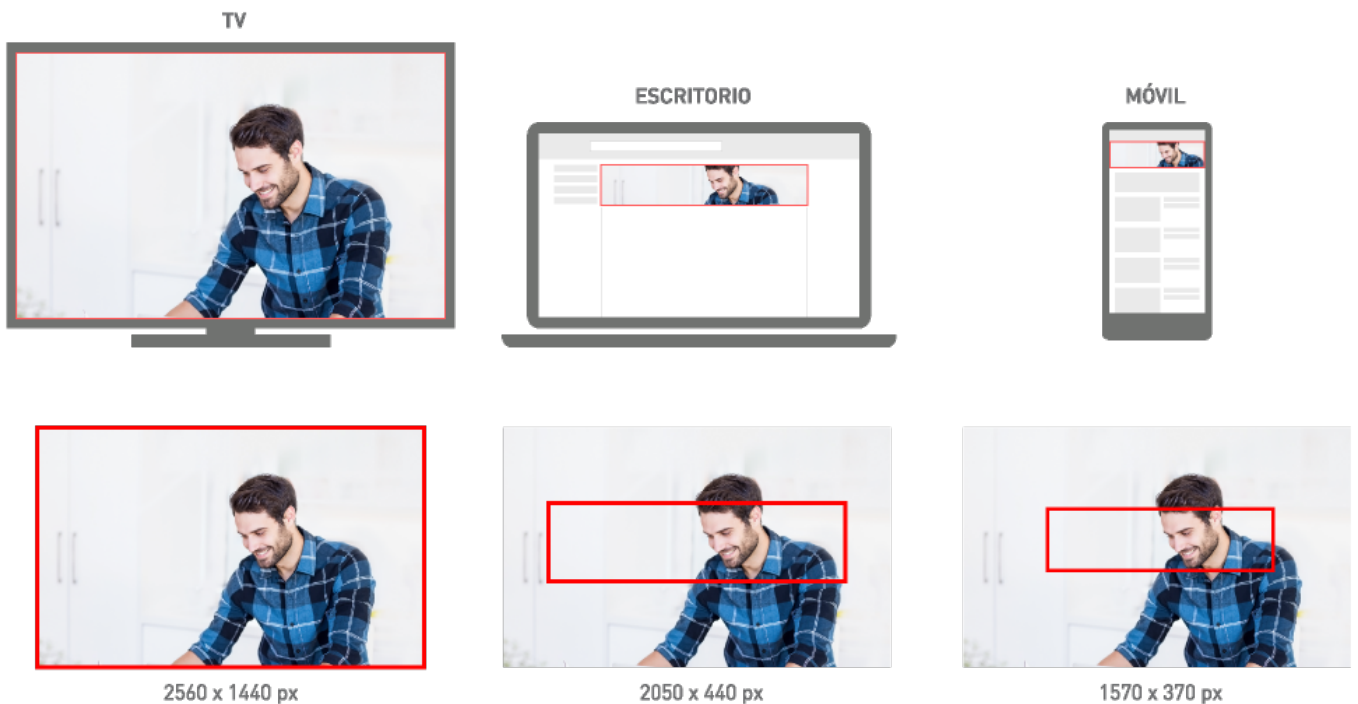 TV
ESCRITORIO
MÓVIL
2560 x 1440 px
2050 x 440 px
1570 x 370 px